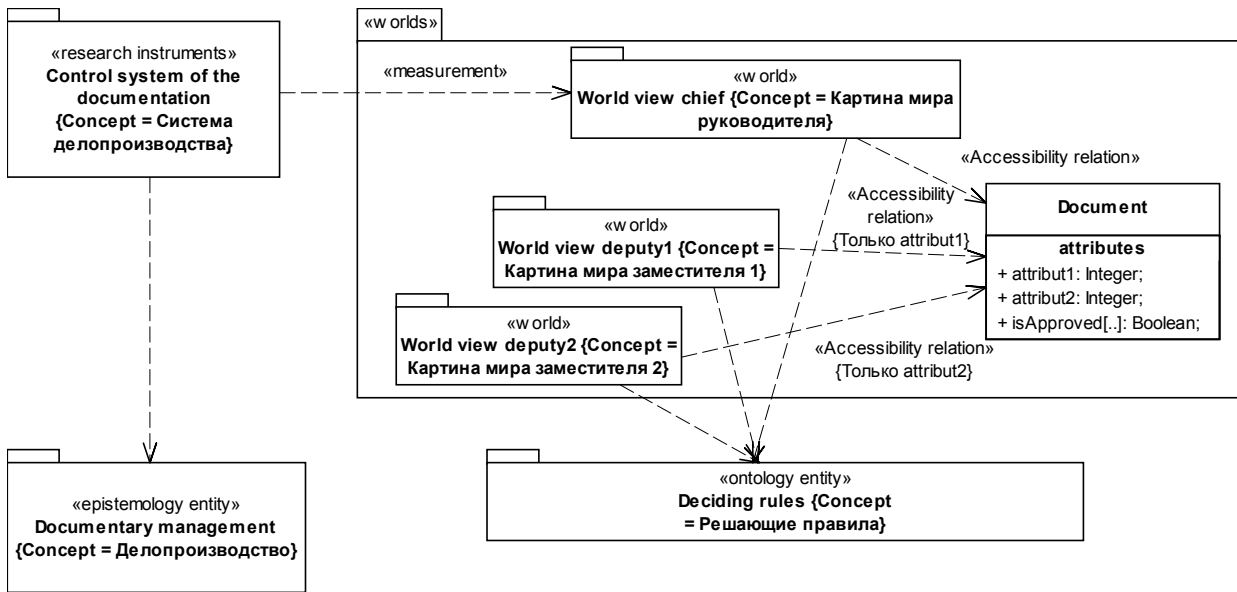 «worlds»
«research instruments»
Control system of the
documentation
{Concept = Система
делопроизводства}
«measurement»
«world»
World view chief {Concept = Картина мира
руководителя}
«Accessibility relation»
«Accessibility
relation»
{Только attribut1}
Document
attributes
+ attribut1: Integer;
+ attribut2: Integer;
+ isApproved[..]: Boolean;
«world»
World view deputy1 {Concept =
Картина мира заместителя 1}
«world»
World view deputy2 {Concept =
Картина мира заместителя 2}
«Accessibility relation»
{Только attribut2}
«epistemology entity»
Documentary management
{Concept = Делопроизводство}
«ontology entity»
Deciding rules {Concept
= Решающие правила}